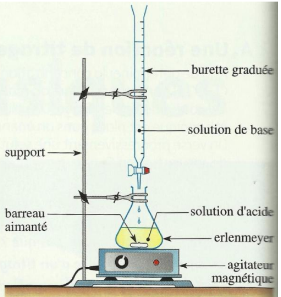 burette graduée
solution de base
support
barreau
aimanté
solution d'acide
erlenmeyer
agitateur
magnétique